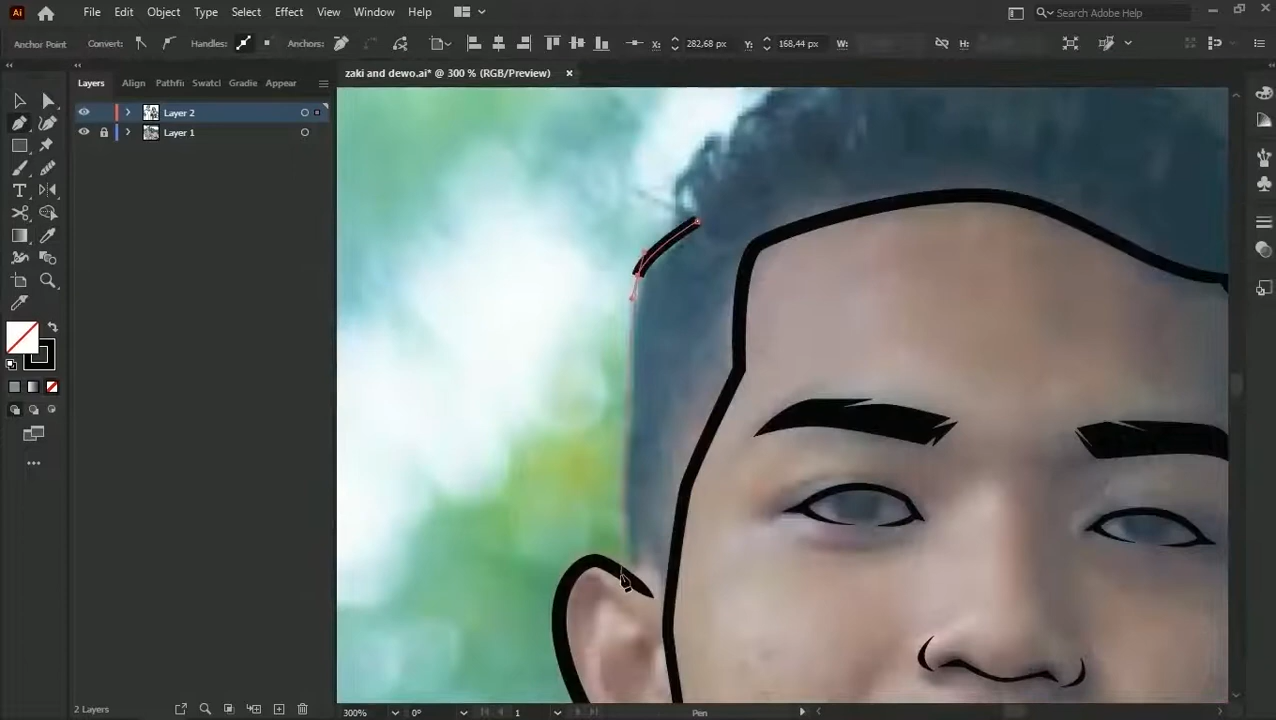 Ai File Edit Object Type Select Effect View Window Help Search Adobe Help
Anchor Point Convert: Handles: Anchors: X: 282,68 px Y: 168,44 px W: H:
zaki and dewo.ai* @ 300 % (RGB/Preview)
Layers Align Pathfi Swatcl Gradie Appear
Layer 2
Layer 1
2 Layers 300% 0° 1 Pen